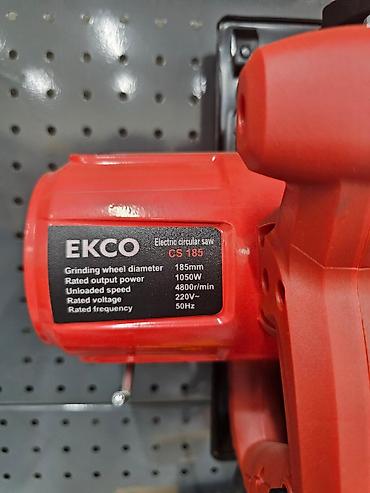 EKCO
Electric circular saw
CS 185
Grinding wheel diameter 185mm
Rated output power 1050W
Unloaded speed 4800r/min
Rated voltage 220V~
Rated frequency 50Hz